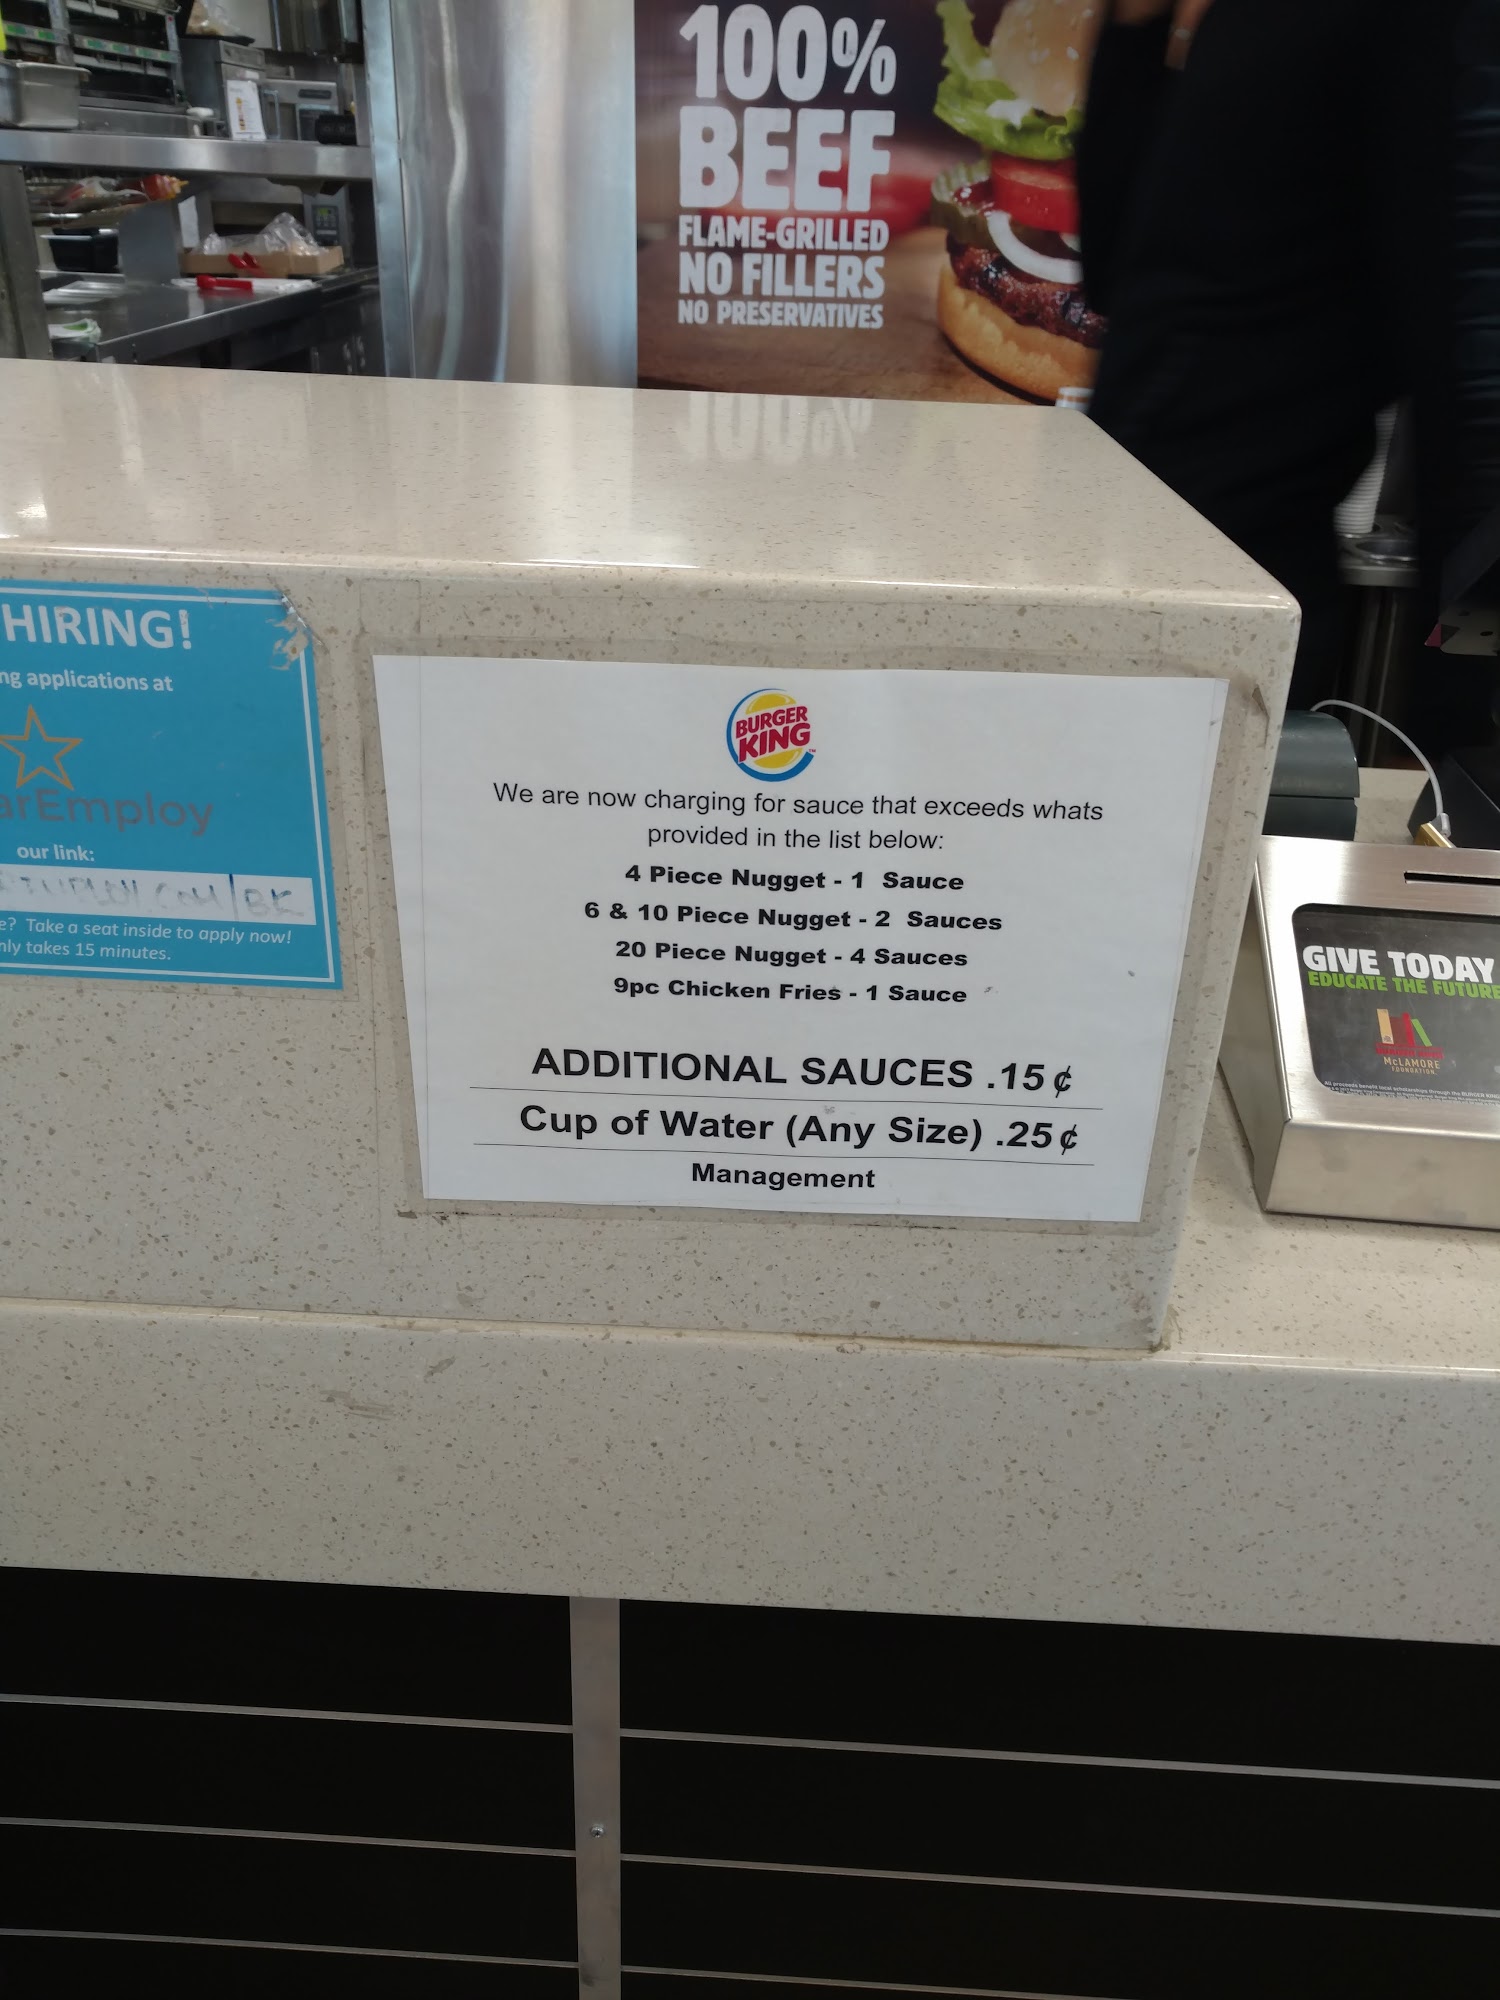 100%
BEEF
FLAME-GRILLED
NO FILLERS
NO PRESERVATIVES
HIRING!
applications at
our link:
/BK
Take a seat inside to apply now!
takes 15 minutes.
BURGER
KING
We are now charging for sauce that exceeds whats
provided in the list below:
4 Piece Nugget - 1 Sauce
6 & 10 Piece Nugget - 2 Sauces
20 Piece Nugget - 4 Sauces
9pc Chicken Fries - 1 Sauce
ADDITIONAL SAUCES .15¢
Cup of Water (Any Size) .25¢
Management
GIVE TODAY
EDUCATE THE FUTURE
McLAMORE
FOUNDATION